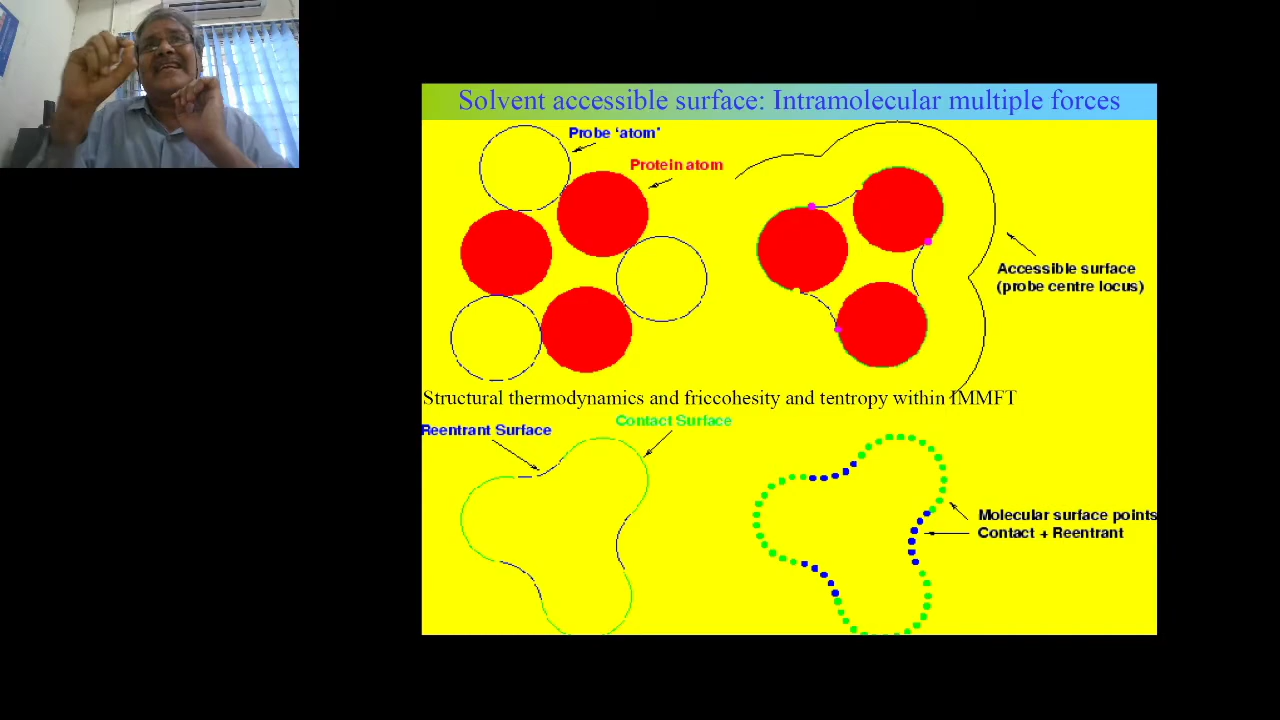 Solvent accessible surface: Intramolecular multiple forces
Probe ‘atom’
Protein atom
Accessible surface
(probe centre locus)
Structural thermodynamics and friccohesity and tentropy within IMMFT
Reentrant Surface
Contact Surface
Molecular surface points
Contact + Reentrant